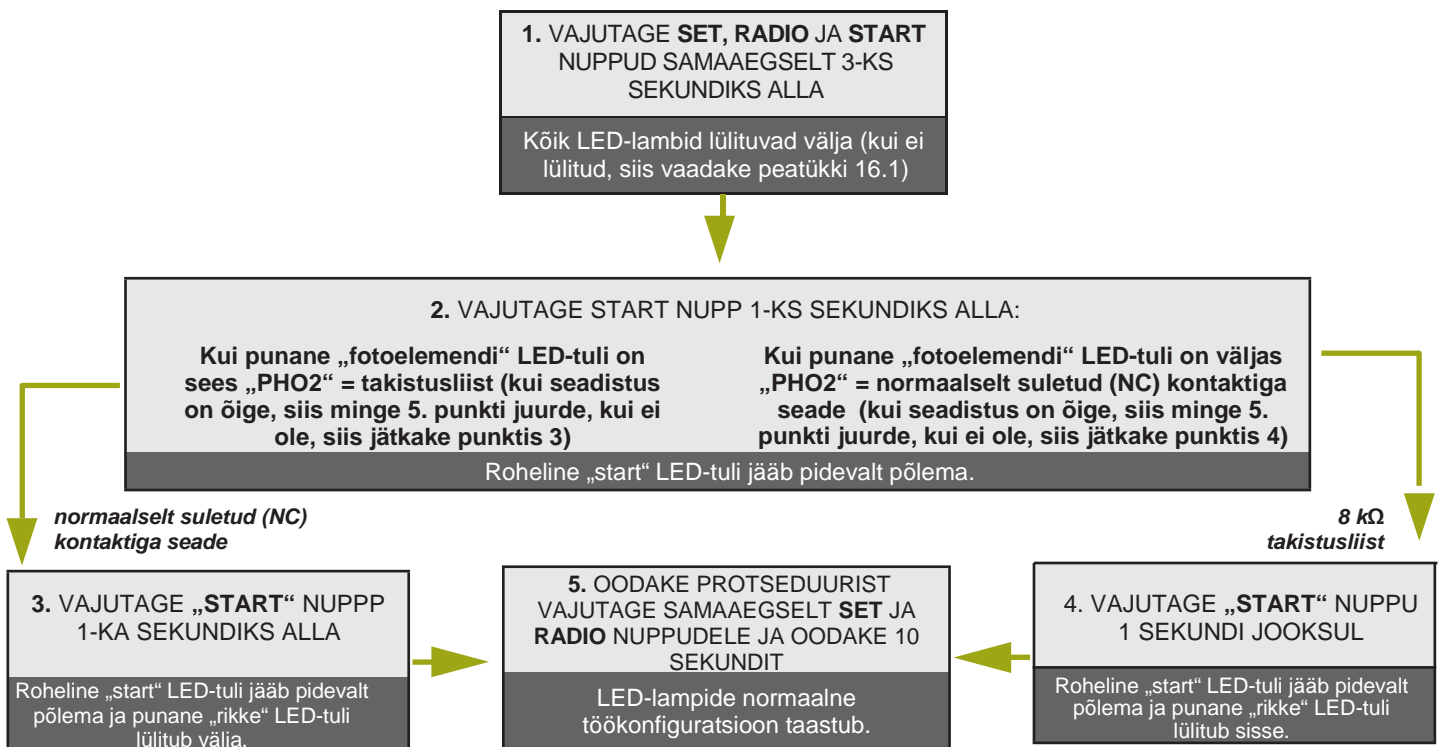 1. VAJUTAGE SET, RADIO JA START
NUPPUD SAMAAEGSELT 3-KS
SEKUNDIKS ALLA
Kõik LED-lambid lülituvad välja (kui ei
lülitud, siis vaadake peatükki 16.1)
2. VAJUTAGE START NUPP 1-KS SEKUNDIKS ALLA:
Kui punane „fotoelemendi“ LED-tuli on
sees „PHO2“ = takistusliist (kui seadistus
on õige, siis minge 5. punkti juurde, kui ei
ole, siis jätkake punktis 3)
Kui punane „fotoelemendi“ LED-tuli on väljas
„PHO2“ = normaalselt suletud (NC) kontaktiga
seade (kui seadistus on õige, siis minge 5.
punkti juurde, kui ei ole, siis jätkake punktis 4)
Roheline „start“ LED-tuli jääb pidevalt põlema.
normaalselt suletud (NC)
kontaktiga seade
8 kΩ
takistusliist
3. VAJUTAGE „START“ NUPPP
1-KA SEKUNDIKS ALLA
Roheline „start“ LED-tuli jääb pidevalt
põlema ja punane „rikke“ LED-tuli
lülitub välja.
5. OODAKE PROTSEDUURIST
VAJUTAGE SAMAAEGSELT SET JA
RADIO NUPPUDELE JA OODAKE 10
SEKUNDIT
LED-lampide normaalne
töökonfiguratsioon taastub.
4. VAJUTAGE „START“ NUPPU
1 SEKUNDI JOOKSUL
Roheline „start“ LED-tuli jääb pidevalt
põlema ja punane „rikke“ LED-tuli
lülitub sisse.